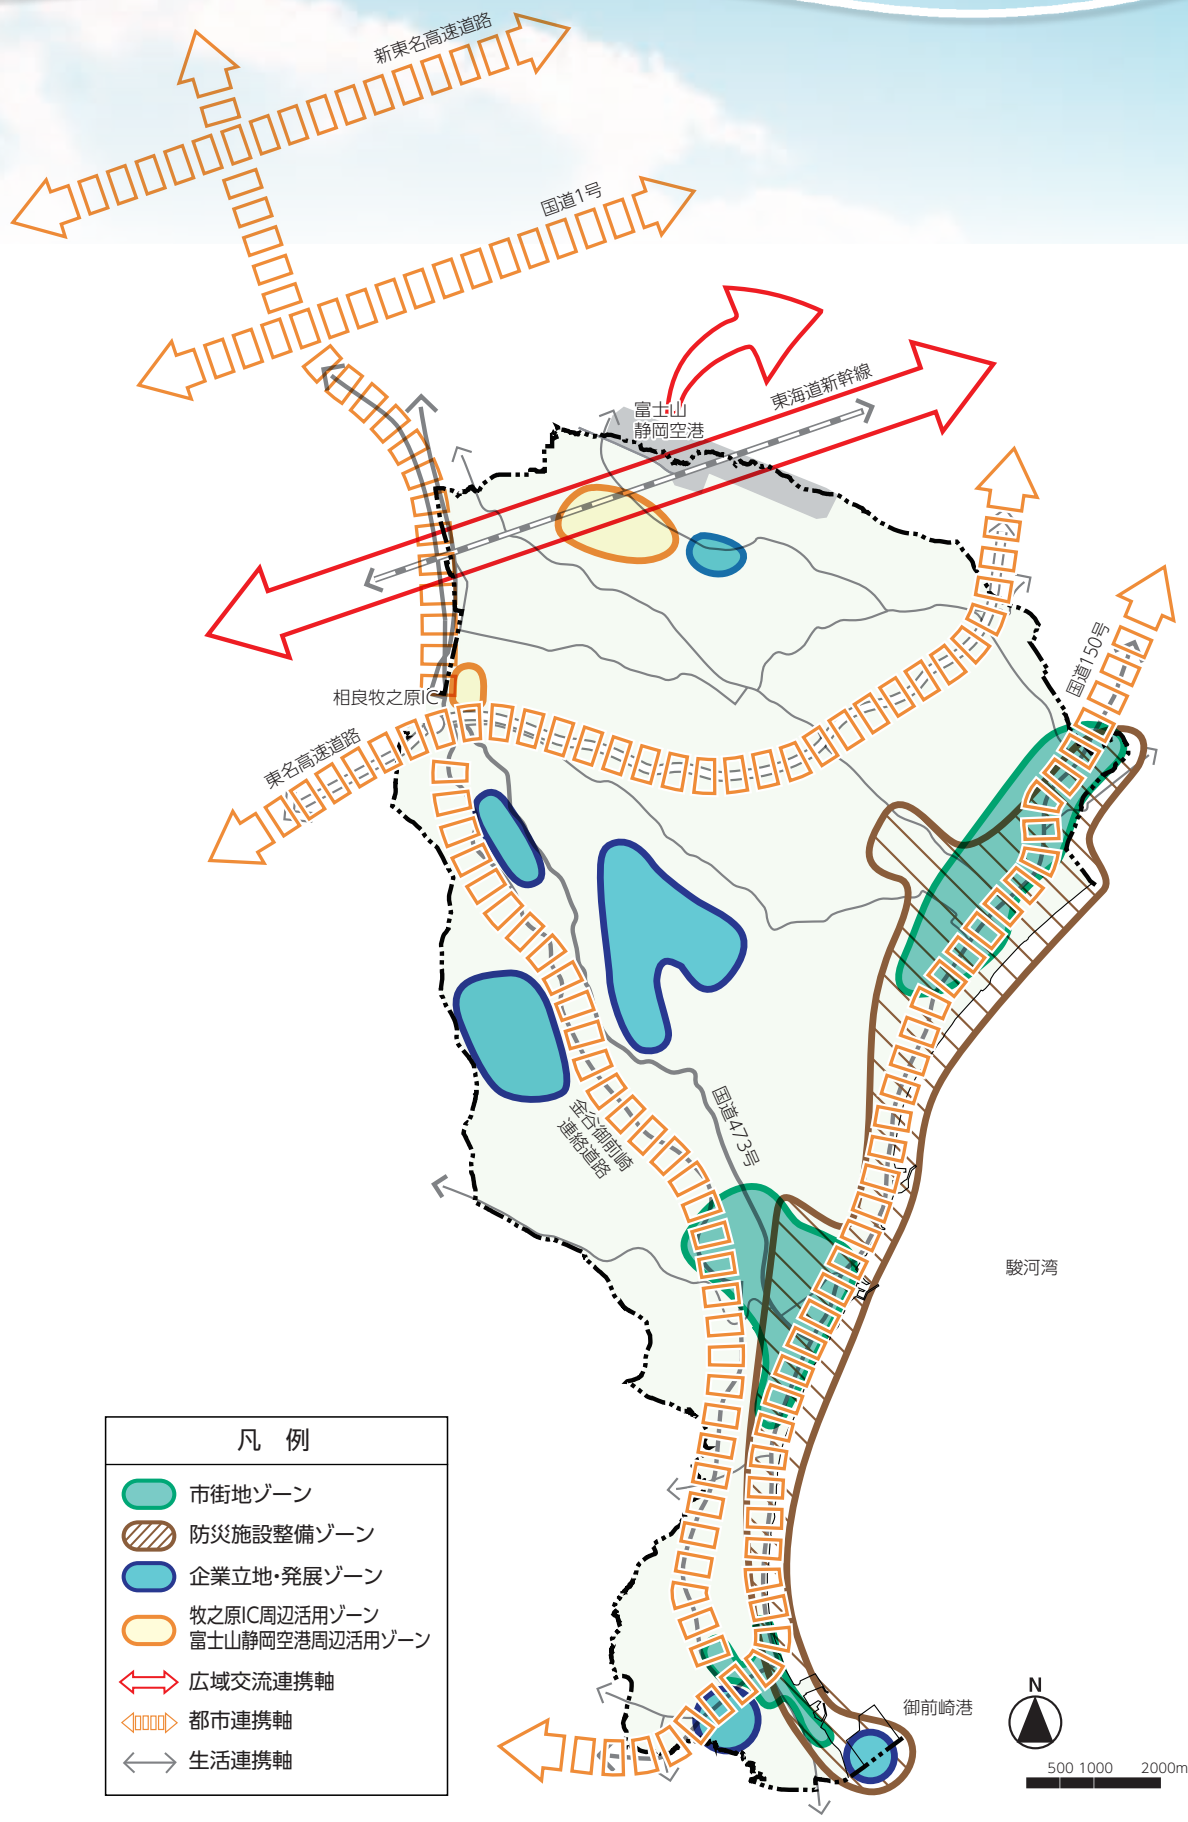 新東名高速道路
国道1号
東海道新幹線
富士山
静岡空港
国道150号
相良牧之原IC
東名高速道路
国道473号
金谷御前崎
連絡道路
駿河湾
凡 例
市街地ゾーン
防災施設整備ゾーン
企業立地・発展ゾーン
牧之原IC周辺活用ゾーン
富士山静岡空港周辺活用ゾーン
広域交流連携軸
都市連携軸
生活連携軸
御前崎港
N
500 1000 2000m